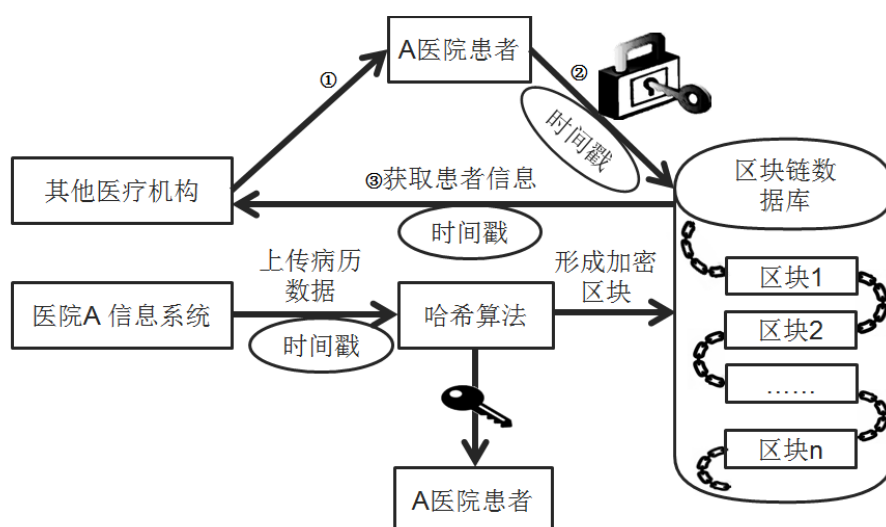 A医院患者
①
②
时间戳
其他医疗机构
③获取患者信息
时间戳
区块链数
据库
上传病历
数据
形成加密
区块
医院A 信息系统
时间戳
哈希算法
区块1
区块2
……
区块n
A医院患者